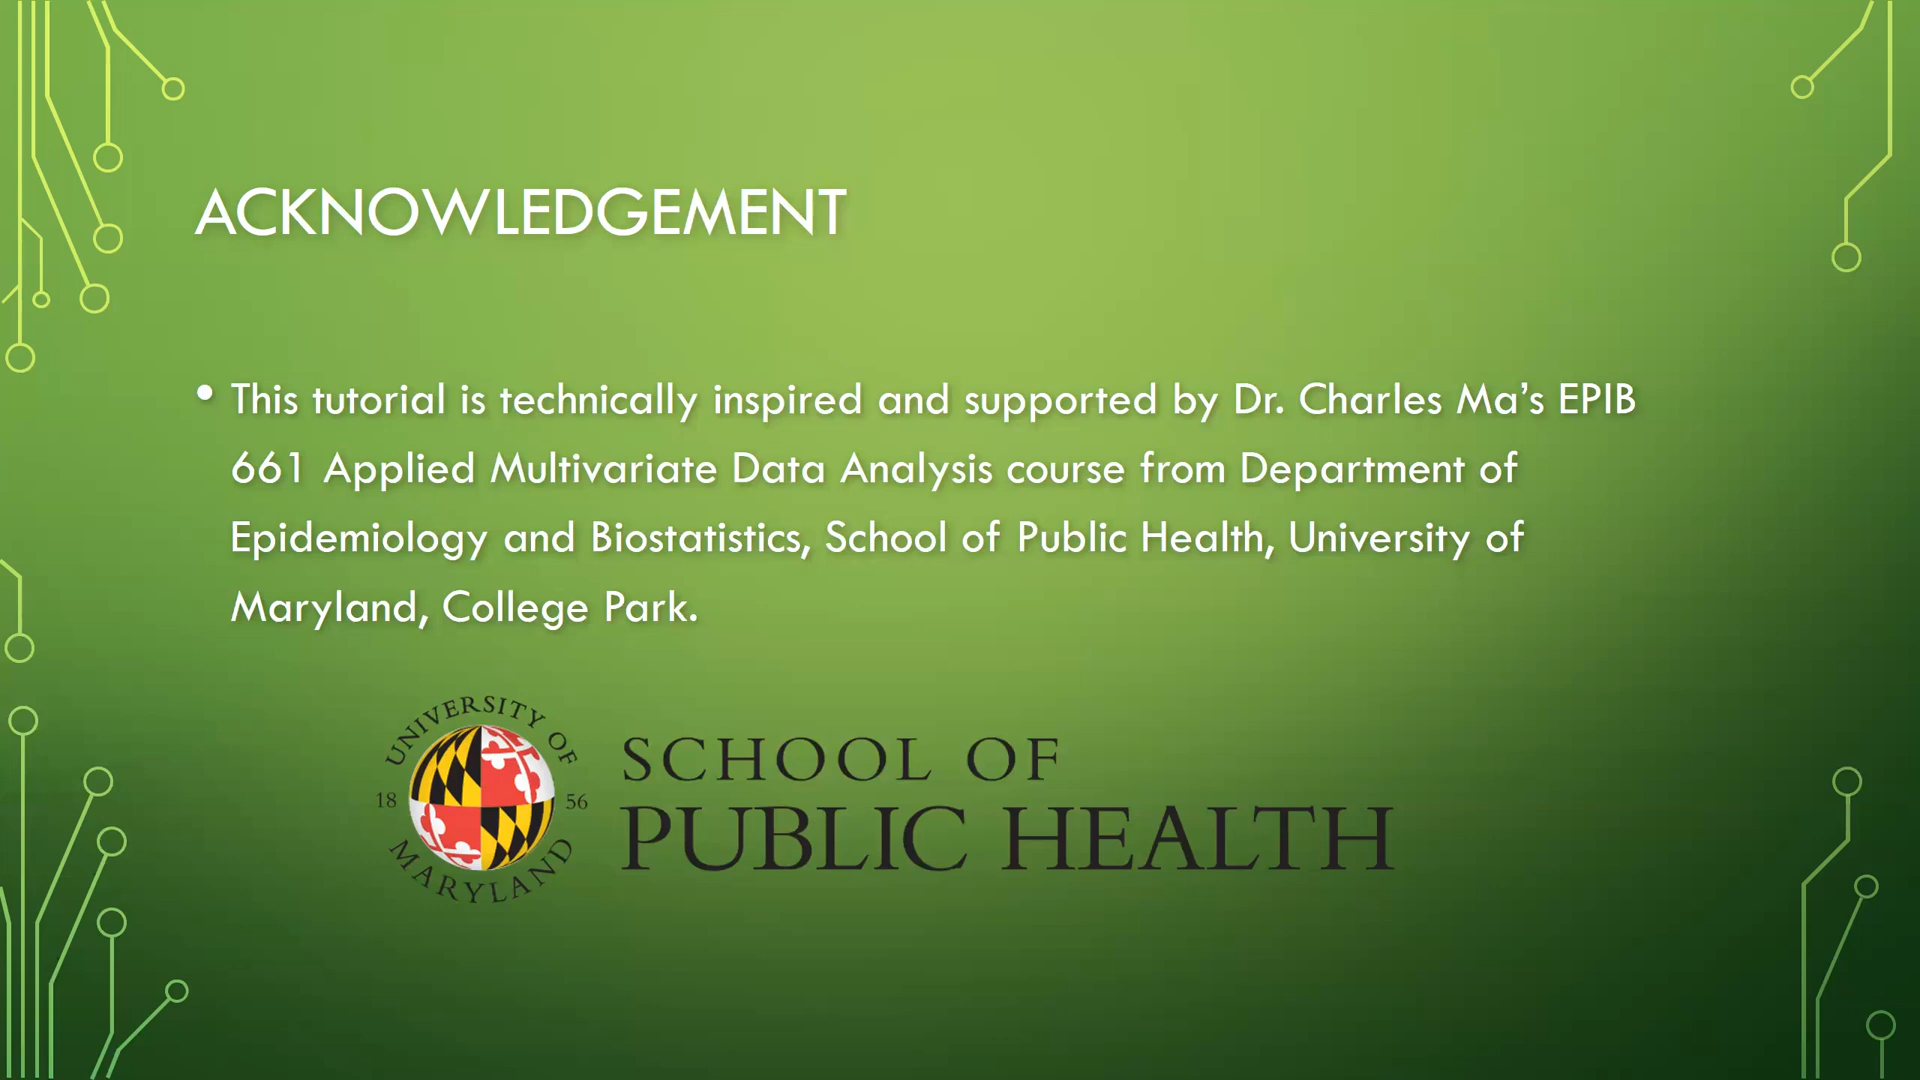 ACKNOWLEDGEMENT
• This tutorial is technically inspired and supported by Dr. Charles Ma’s EPIB
661 Applied Multivariate Data Analysis course from Department of
Epidemiology and Biostatistics, School of Public Health, University of
Maryland, College Park.
UNIVERSITY OF
18 56
MARYLAND
SCHOOL OF
PUBLIC HEALTH